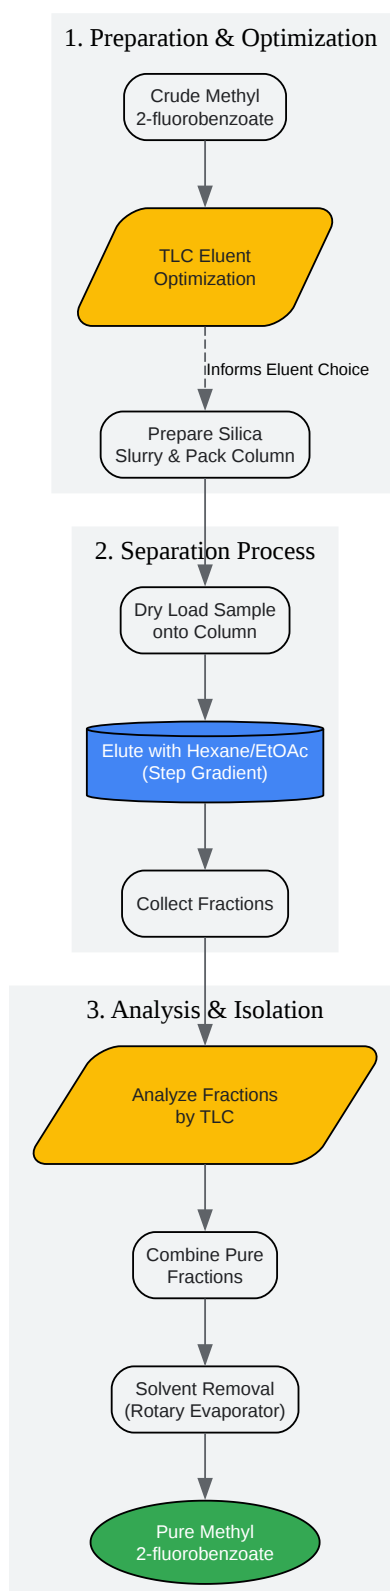 1. Preparation & Optimization
Crude Methyl
2-fluorobenzoate
TLC Eluent
Optimization
Informs Eluent Choice
Prepare Silica
Slurry & Pack Column
2. Separation Process
Dry Load Sample
onto Column
Elute with Hexane/EtOAc
(Step Gradient)
Collect Fractions
3. Analysis & Isolation
Analyze Fractions
by TLC
Combine Pure
Fractions
Solvent Removal
(Rotary Evaporator)
Pure Methyl
2-fluorobenzoate